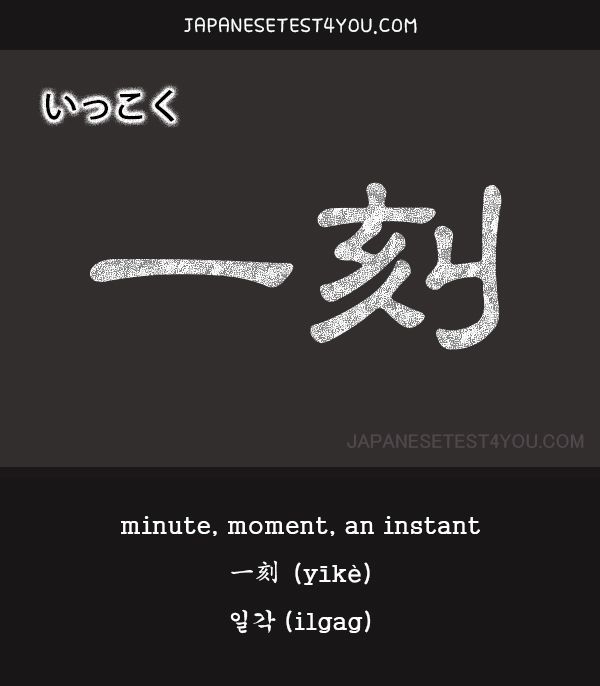 JAPANESETEST4YOU.COM
いっこく
一刻
JAPANESETEST4YOU.COM
minute, moment, an instant
一刻 (yīkè)
일각 (ilgag)